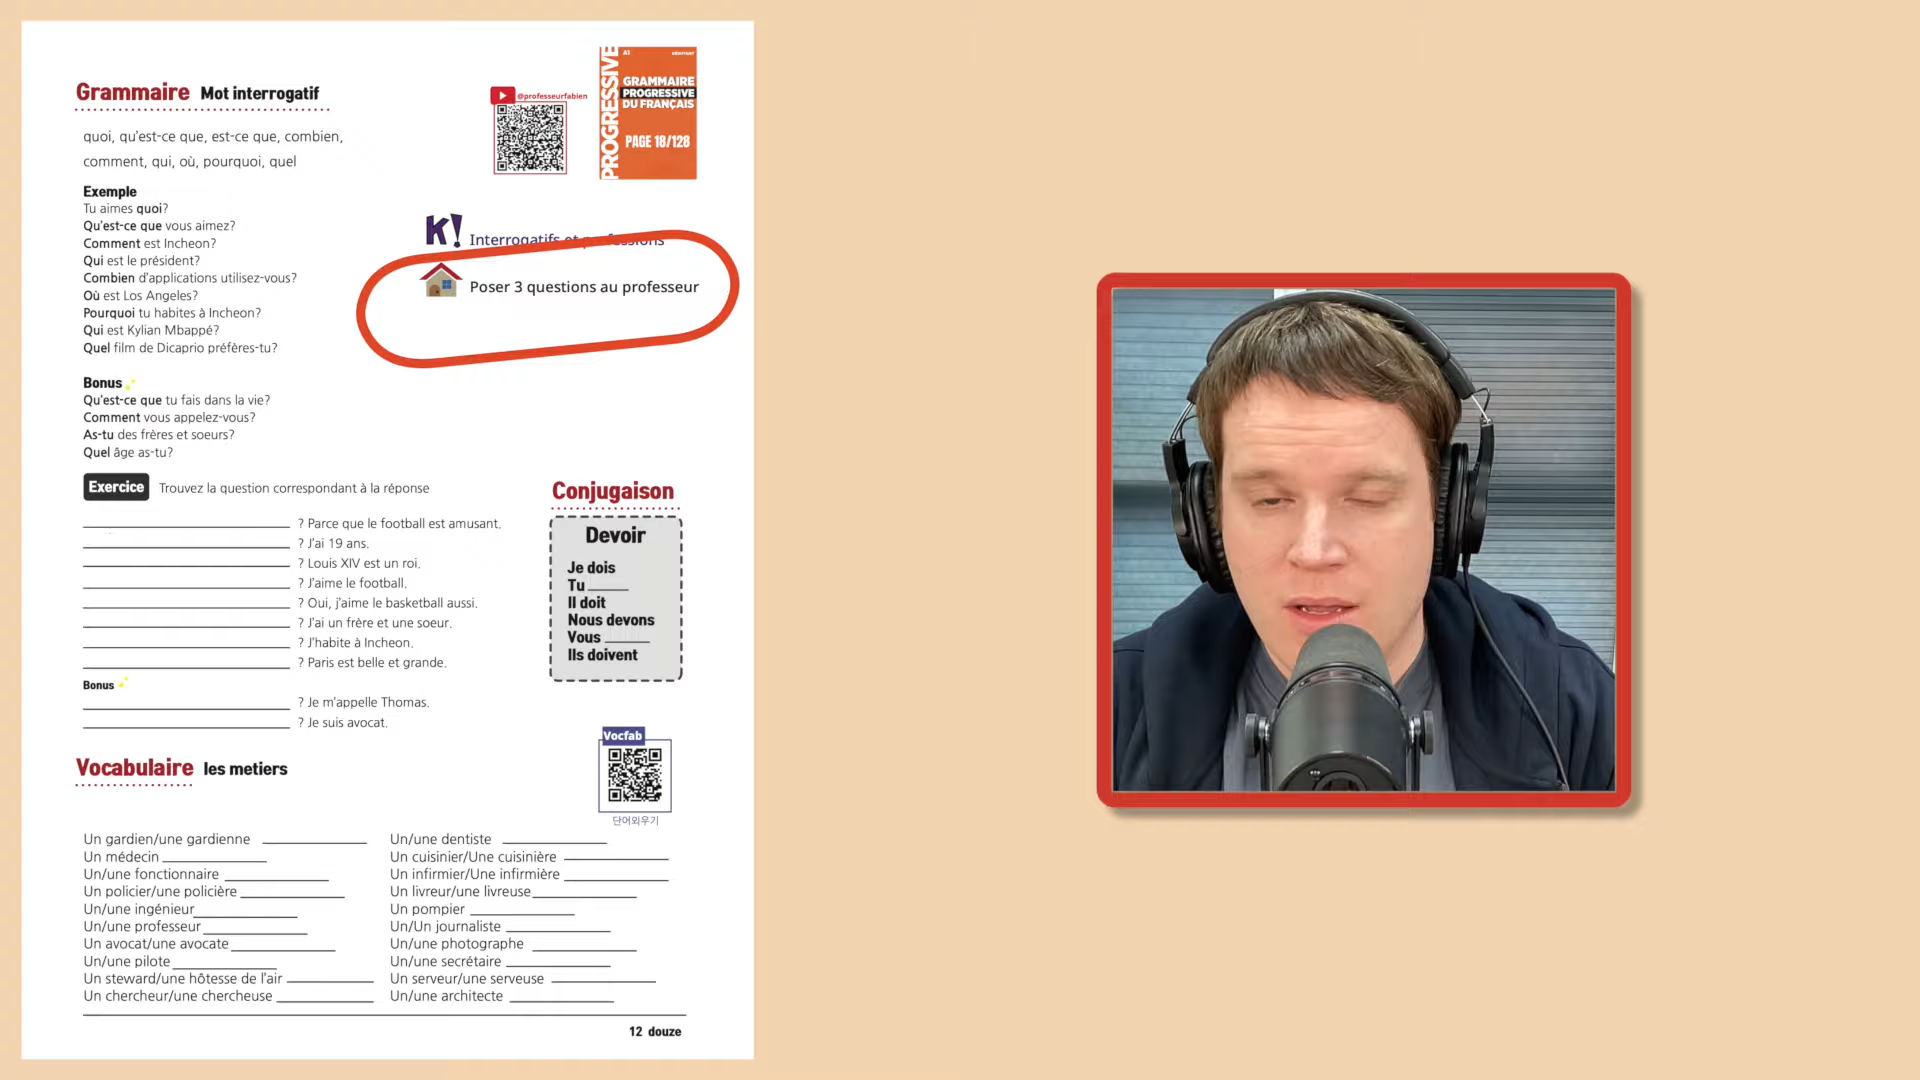 Grammaire Mot interrogatif
quoi, qu'est-ce que, est-ce que, combien,
comment, qui, où, pourquoi, quel
@professeurfabien
PROGRESSIVE
A1
GRAMMAIRE
PROGRESSIVE
DU FRANÇAIS
PAGE 18/128
Exemple
Tu aimes quoi?
Qu'est-ce que vous aimez?
Comment est Incheon?
Qui est le président?
Combien d'applications utilisez-vous?
Où est Los Angeles?
Pourquoi tu habites à Incheon?
Qui est Kylian Mbappé?
Quel film de Dicaprio préfères-tu?
K! Interrogatifs et professions
Poser 3 questions au professeur
Bonus
Qu'est-ce que tu fais dans la vie?
Comment vous appelez-vous?
As-tu des frères et soeurs?
Quel âge as-tu?
Exercice Trouvez la question correspondant à la réponse
? Parce que le football est amusant.
? J'ai 19 ans.
? Louis XIV est un roi.
? J'aime le football.
? Oui, j'aime le basketball aussi.
? J'ai un frère et une soeur.
? J'habite à Incheon.
? Paris est belle et grande.
Bonus
? Je m'appelle Thomas.
? Je suis avocat.
Conjugaison
Devoir
Je dois
Tu ______
Il doit
Nous devons
Vous ______
Ils doivent
Vocabulaire les metiers
Vocfab
단어외우기
Un gardien/une gardienne
Un médecin
Un/une fonctionnaire
Un policier/une policière
Un/une ingénieur
Un/une professeur
Un avocat/une avocate
Un/une pilote
Un steward/une hôtesse de l'air
Un chercheur/une chercheuse
Un/une dentiste
Un cuisinier/Une cuisinière
Un infirmier/Une infirmière
Un livreur/une livreuse
Un pompier
Un/Un journaliste
Un/une photographe
Un/une secrétaire
Un serveur/une serveuse
Un/une architecte
12 douze